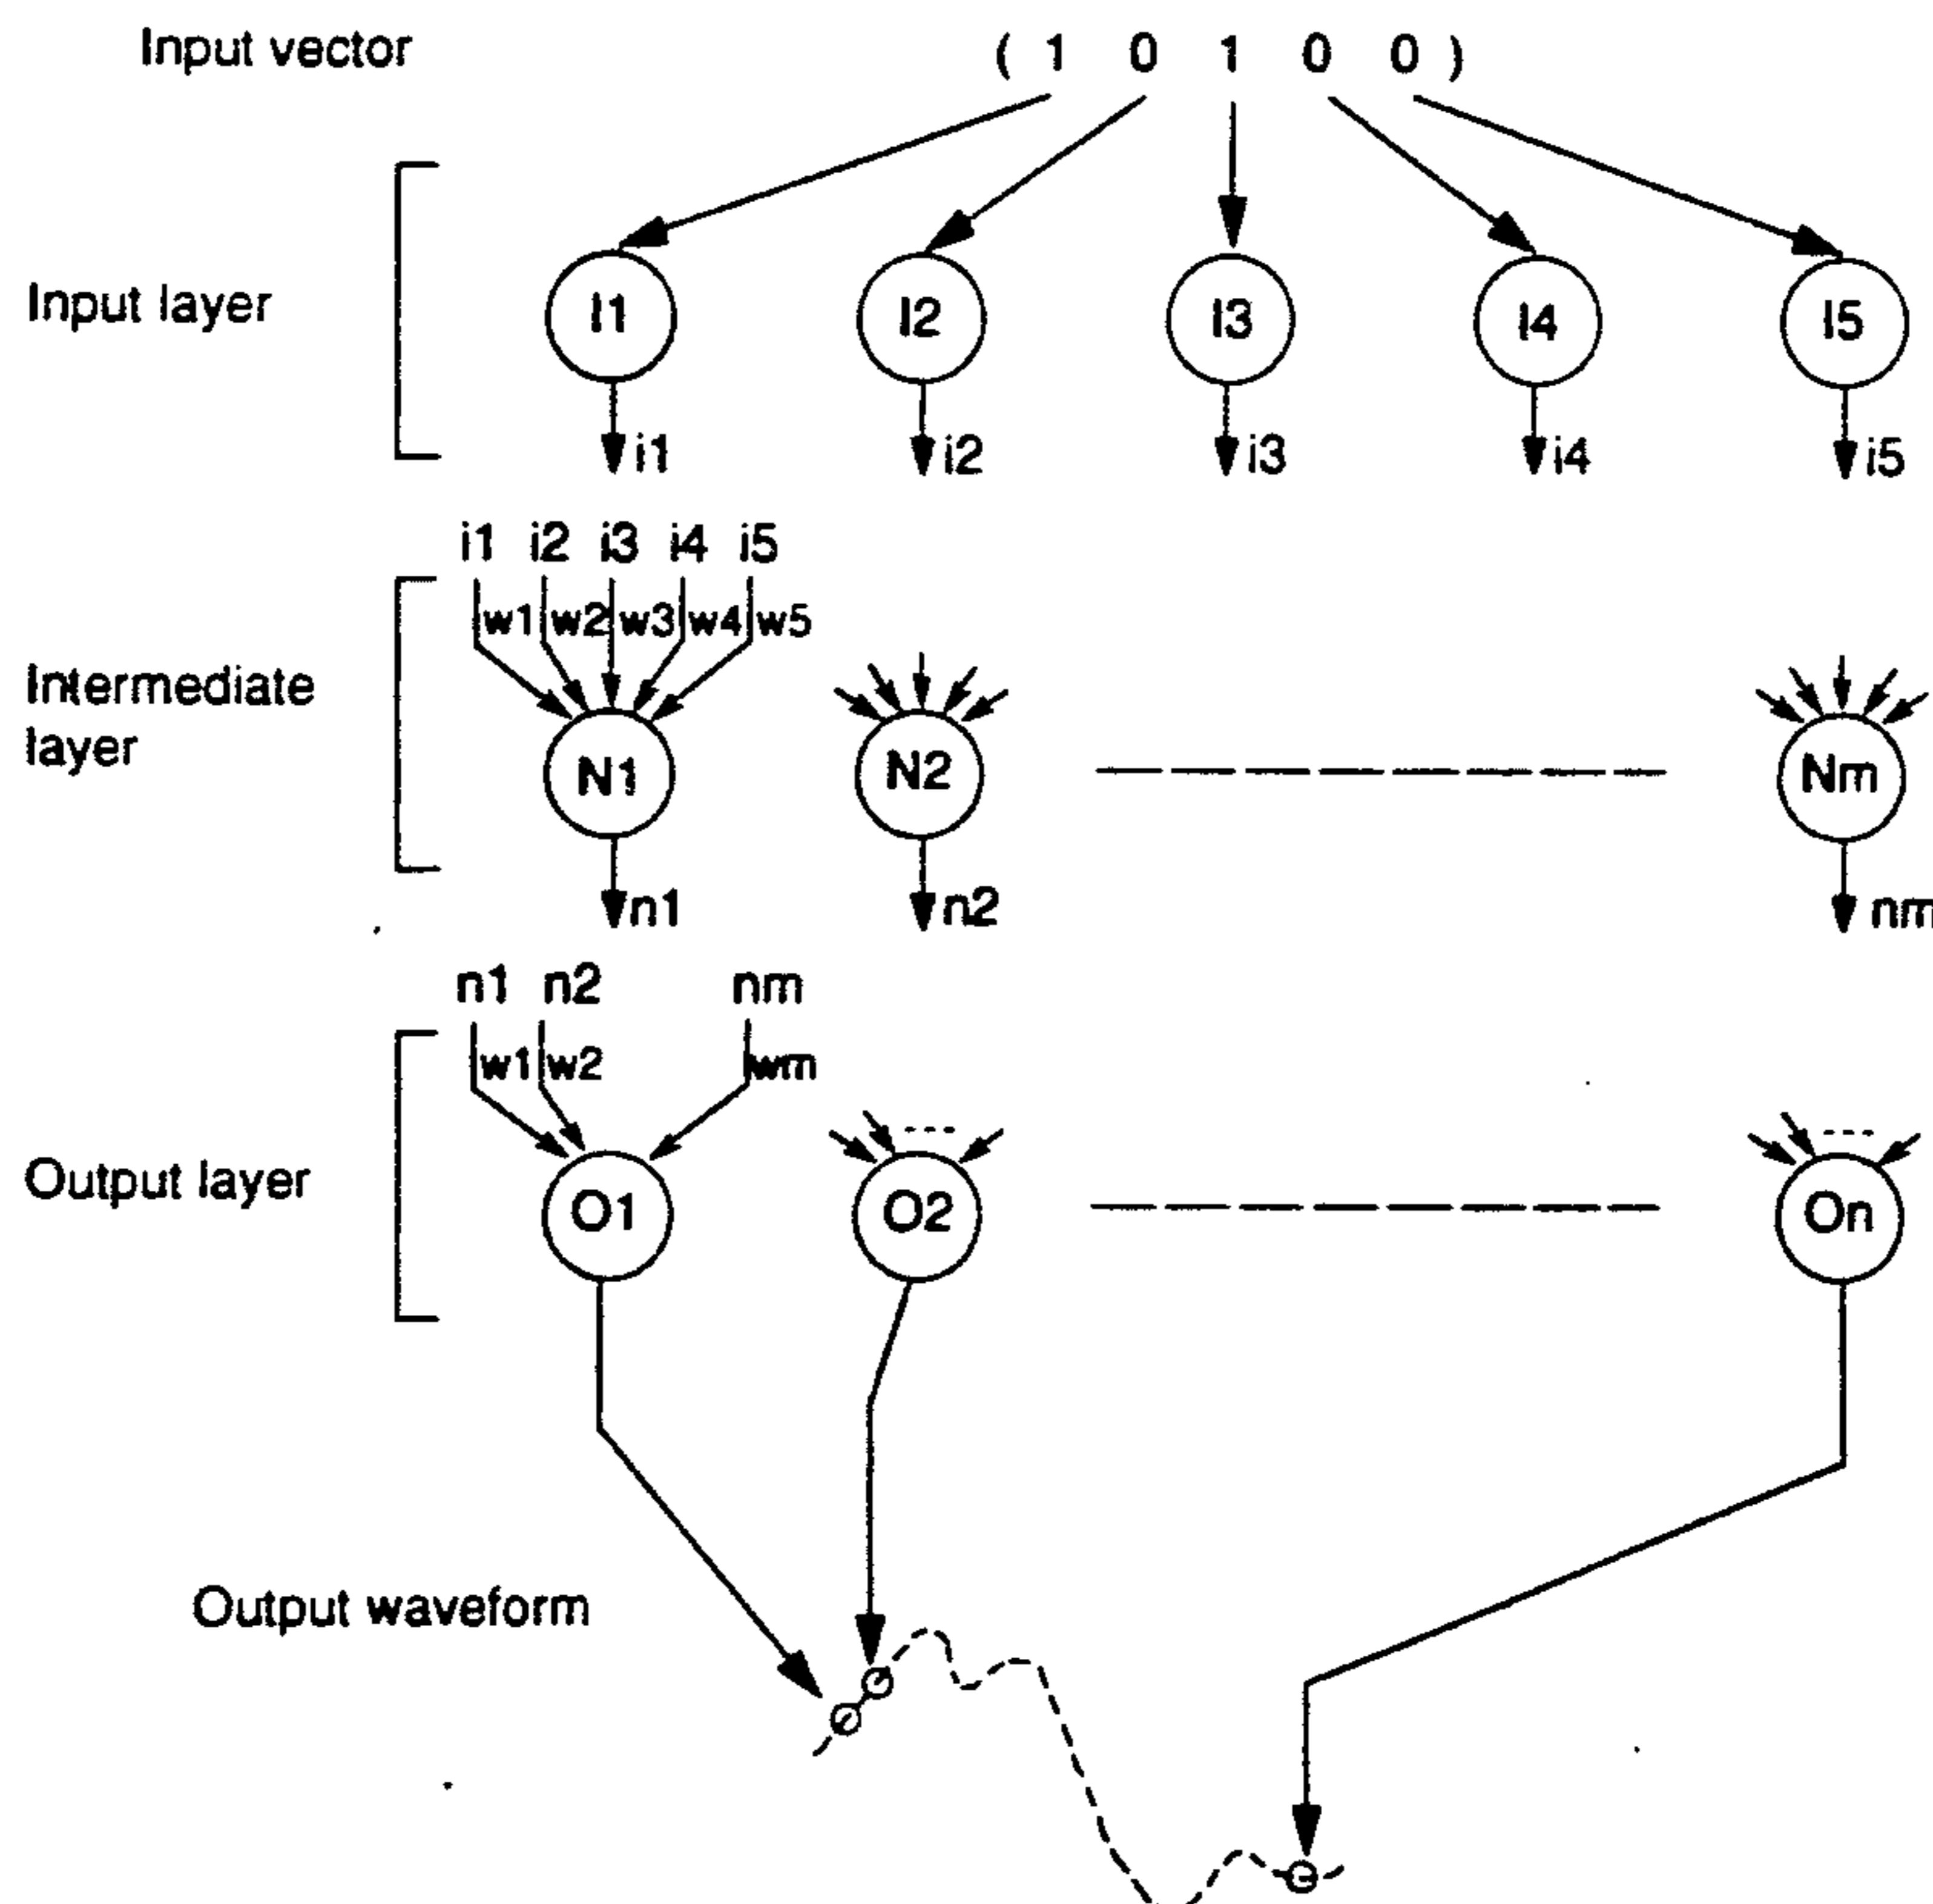 Input vector ( 1 0 1 0 0 )
Input layer
I1 I2 I3 I4 I5
i1 i2 i3 i4 i5
i1 i2 i3 i4 i5
w1 w2 w3 w4 w5
Intermediate
layer
N1 N2 Nm
n1 n2 nm
n1 n2 nm
w1 w2 wm
Output layer
O1 O2 On
Output waveform